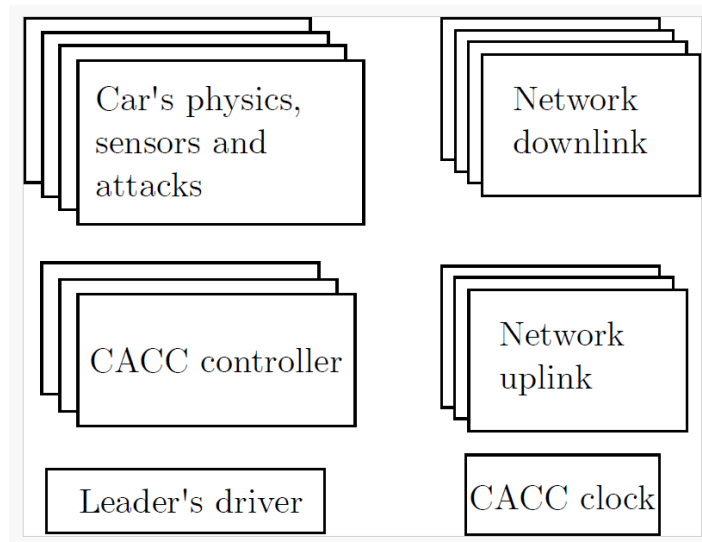 Car's physics,
sensors and
attacks
Network
downlink
CACC controller
Network
uplink
Leader's driver
CACC clock